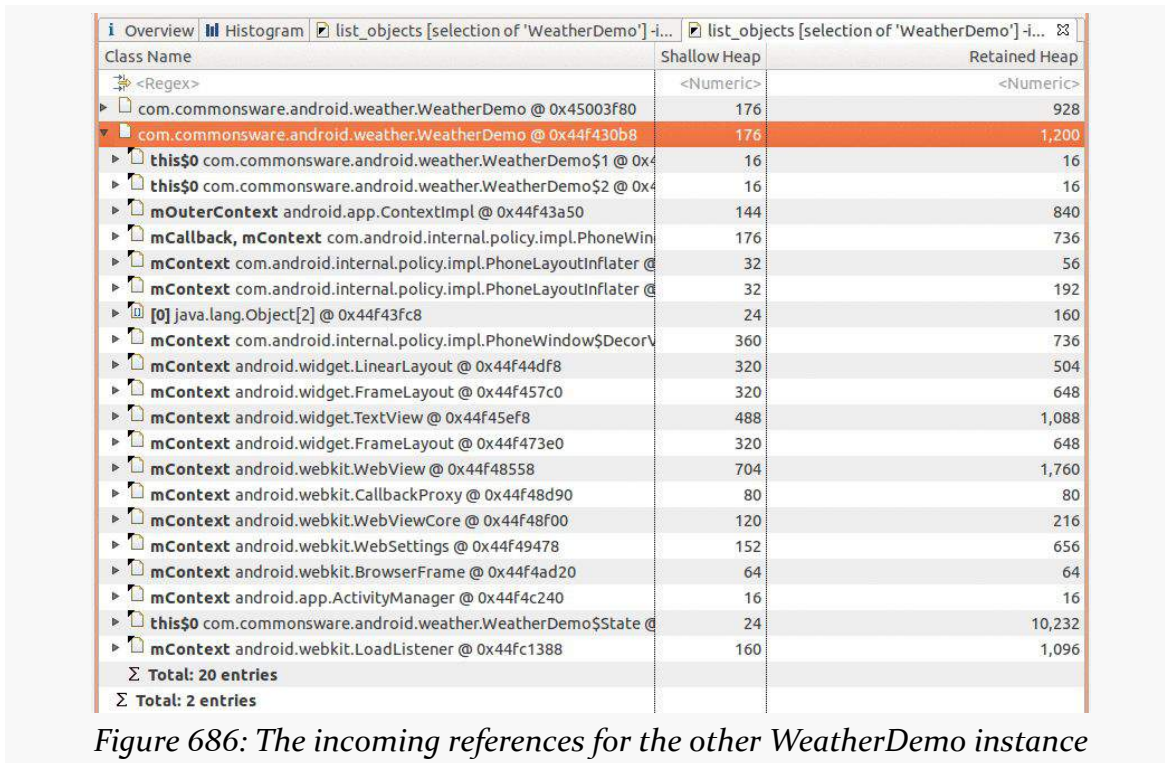 i Overview Histogram list_objects [selection of 'WeatherDemo'] -i... list_objects [selection of 'WeatherDemo'] -i...
Class Name Shallow Heap Retained Heap
<Regex> <Numeric> <Numeric>
com.commonsware.android.weather.WeatherDemo @ 0x45003f80 176 928
com.commonsware.android.weather.WeatherDemo @ 0x44f430b8 176 1,200
this$0 com.commonsware.android.weather.WeatherDemo$1 @ 0x4 16 16
this$0 com.commonsware.android.weather.WeatherDemo$2 @ 0x4 16 16
mOuterContext android.app.ContextImpl @ 0x44f43a50 144 840
mCallback, mContext com.android.internal.policy.impl.PhoneWin 176 736
mContext com.android.internal.policy.impl.PhoneLayoutInflater @ 32 56
mContext com.android.internal.policy.impl.PhoneLayoutInflater @ 32 192
[0] java.lang.Object[2] @ 0x44f43fc8 24 160
mContext com.android.internal.policy.impl.PhoneWindow$DecorV 360 736
mContext android.widget.LinearLayout @ 0x44f44df8 320 504
mContext android.widget.FrameLayout @ 0x44f457c0 320 648
mContext android.widget.TextView @ 0x44f45ef8 488 1,088
mContext android.widget.FrameLayout @ 0x44f473e0 320 648
mContext android.webkit.WebView @ 0x44f48558 704 1,760
mContext android.webkit.CallbackProxy @ 0x44f48d90 80 80
mContext android.webkit.WebViewCore @ 0x44f48f00 120 216
mContext android.webkit.WebSettings @ 0x44f49478 152 656
mContext android.webkit.BrowserFrame @ 0x44f4ad20 64 64
mContext android.app.ActivityManager @ 0x44f4c240 16 16
this$0 com.commonsware.android.weather.WeatherDemo$State @ 24 10,232
mContext android.webkit.LoadListener @ 0x44fc1388 160 1,096
Σ Total: 20 entries
Σ Total: 2 entries
Figure 686: The incoming references for the other WeatherDemo instance